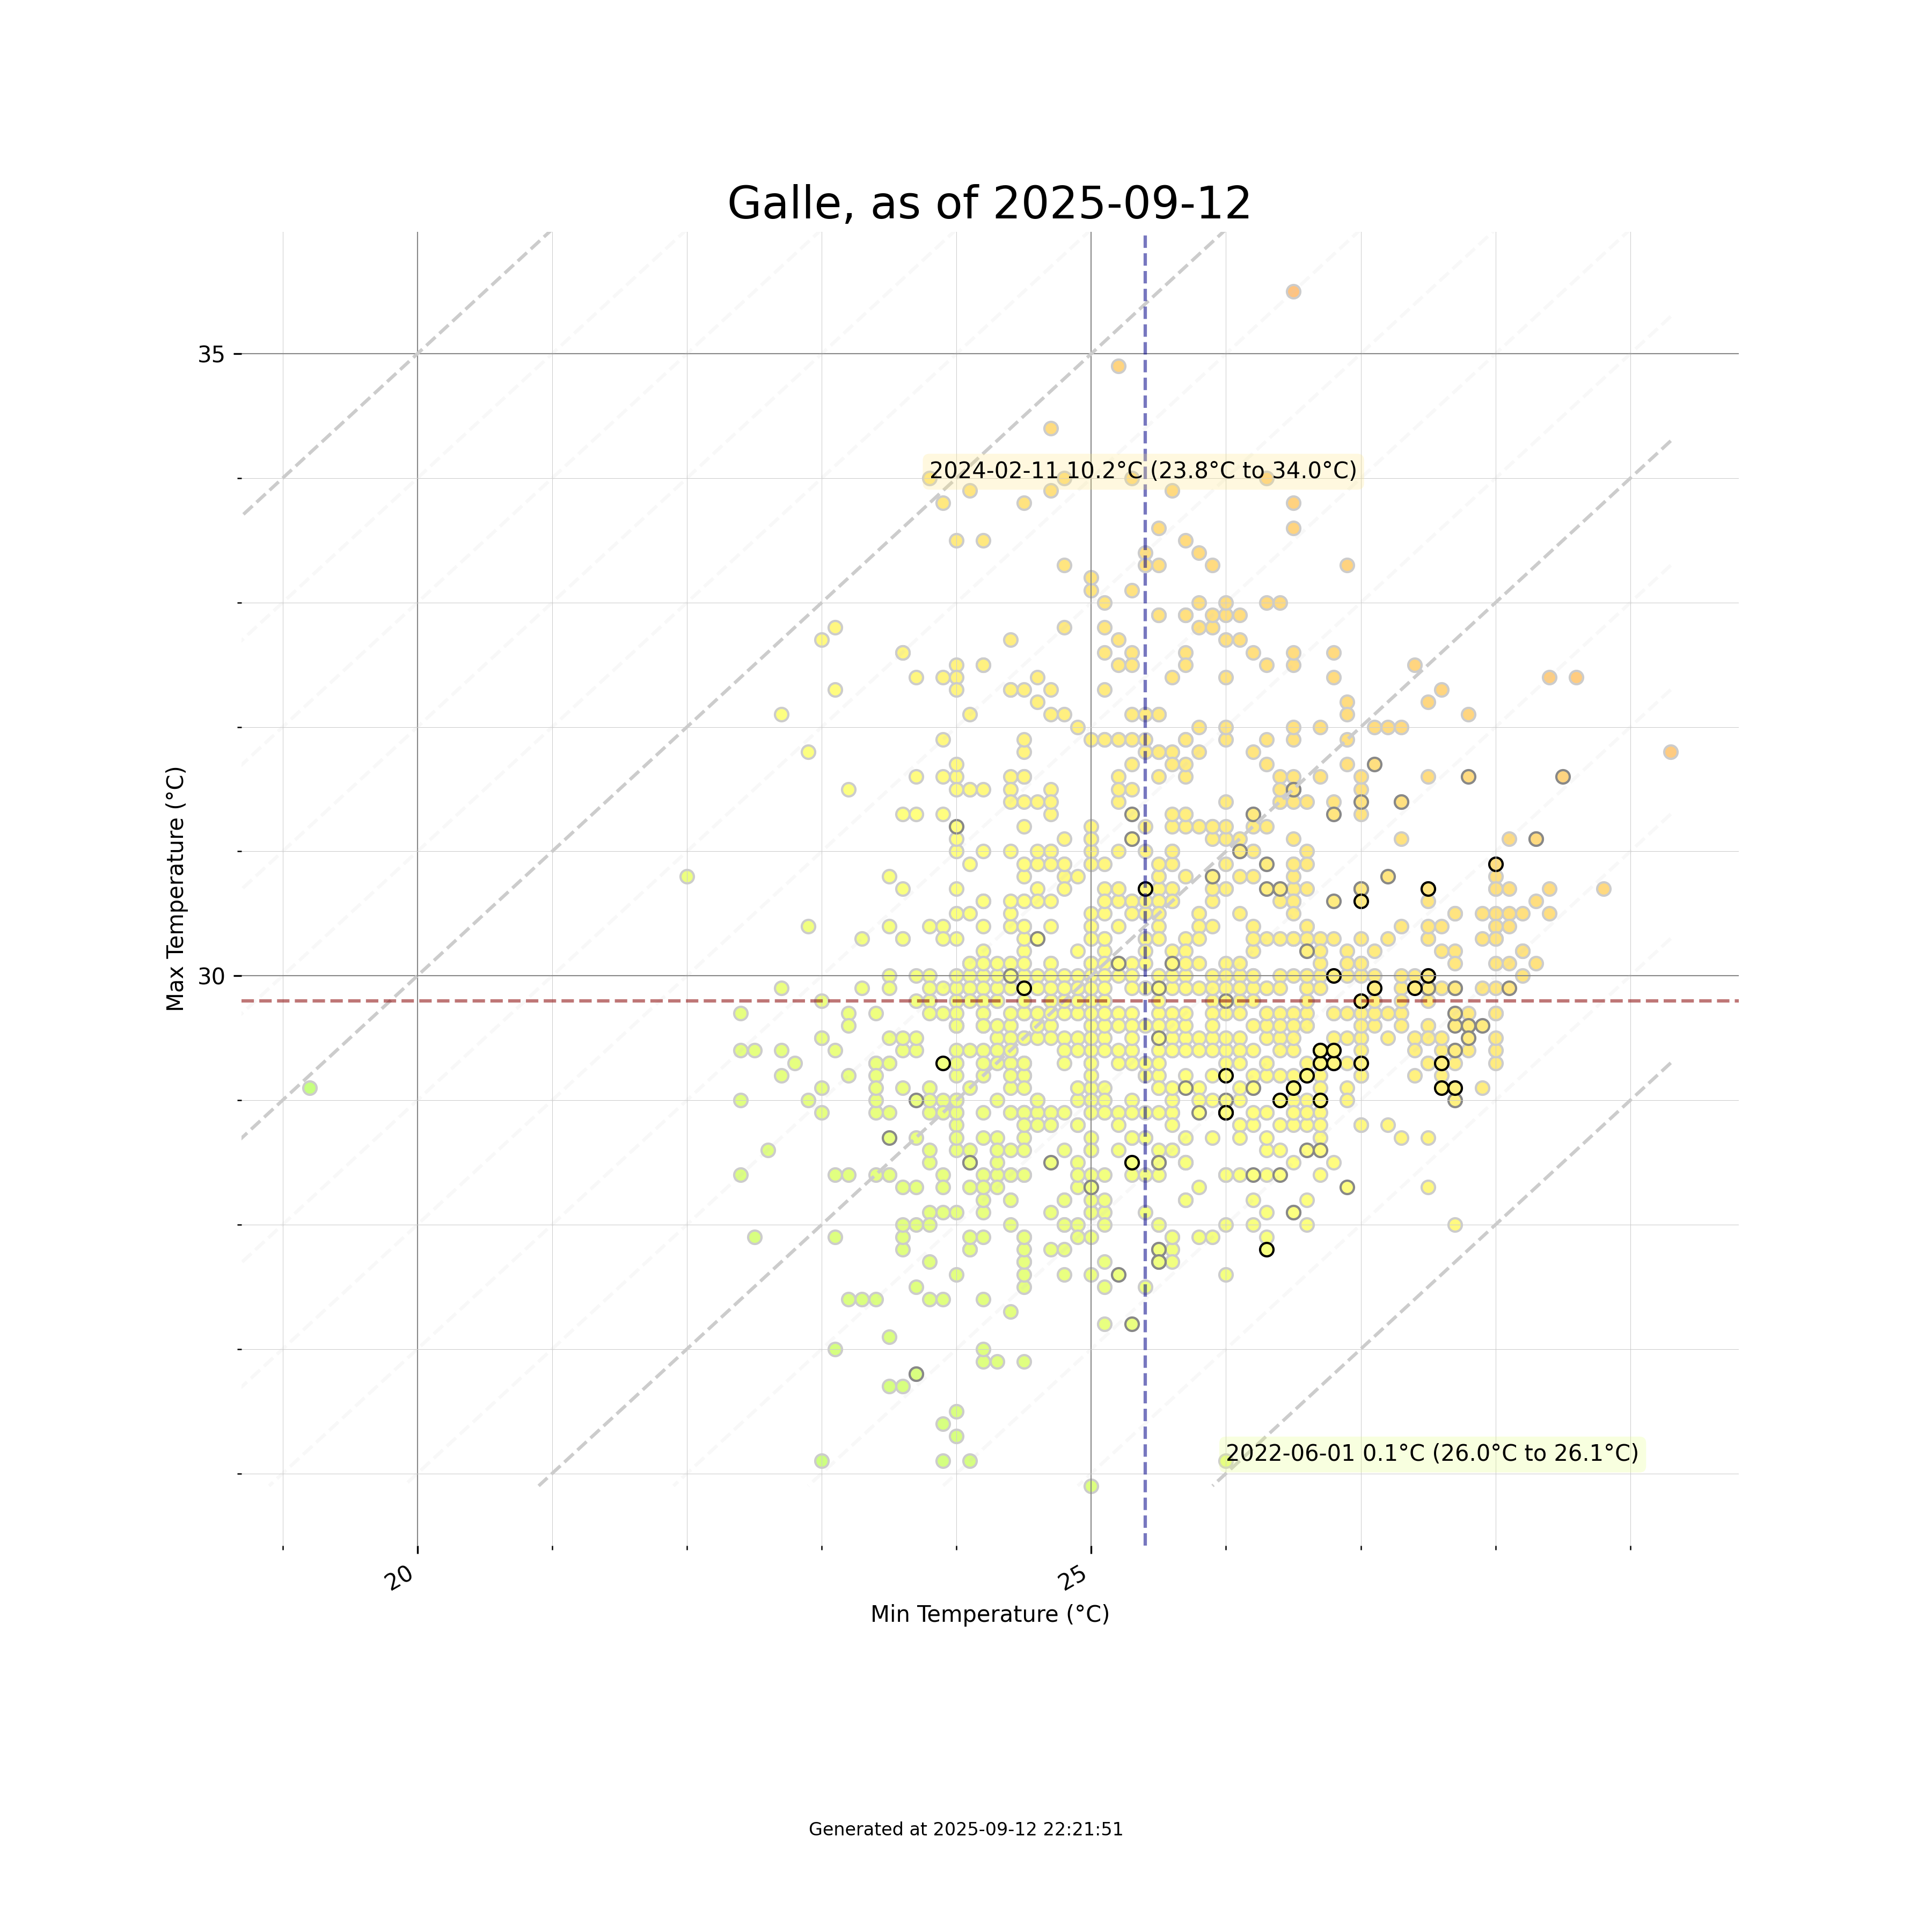 Galle, as of 2025-09-12
35
2024-02-11 10.2°C (23.8°C to 34.0°C)
Max Temperature (°C)
30
2022-06-01 0.1°C (26.0°C to 26.1°C)
20
25
Min Temperature (°C)
Generated at 2025-09-12 22:21:51